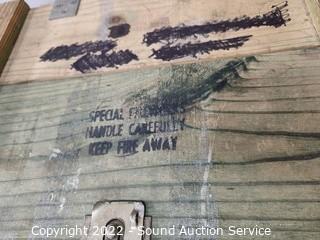 SPECIAL
HANDLE CAREFULLY
KEEP FIRE AWAY
Copyright 2022 - Sound Auction Service